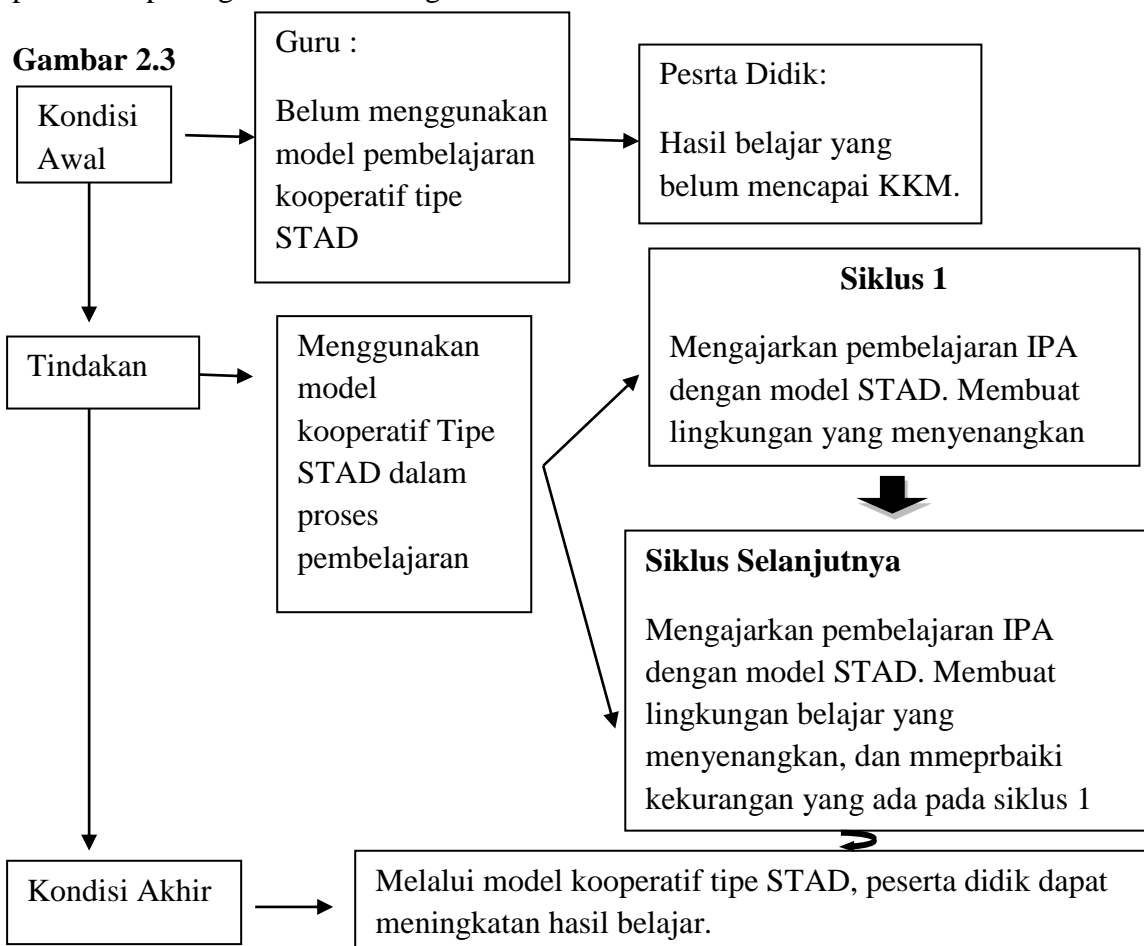 Gambar 2.3
Kondisi
Awal
Guru :
Belum menggunakan
model pembelajaran
kooperatif tipe
STAD
Pesrta Didik:
Hasil belajar yang
belum mencapai KKM.
Tindakan
Menggunakan
model
kooperatif Tipe
STAD dalam
proses
pembelajaran
Siklus 1
Mengajarkan pembelajaran IPA
dengan model STAD. Membuat
lingkungan yang menyenangkan
Siklus Selanjutnya
Mengajarkan pembelajaran IPA
dengan model STAD. Membuat
lingkungan belajar yang
menyenangkan, dan mmeprbaiki
kekurangan yang ada pada siklus 1
Kondisi Akhir
Melalui model kooperatif tipe STAD, peserta didik dapat
meningkatan hasil belajar.